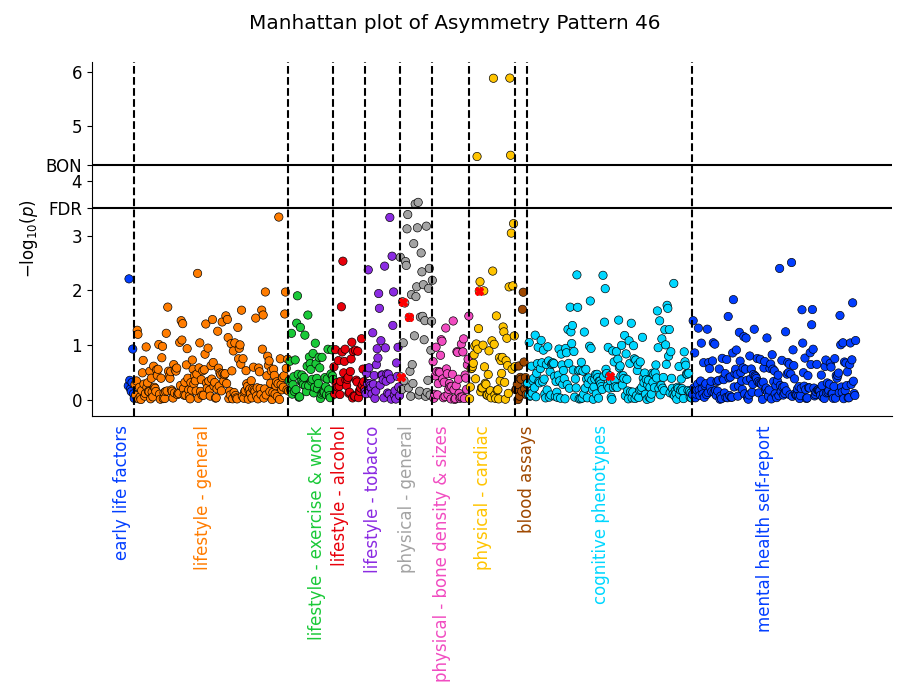 Manhattan plot of Asymmetry Pattern 46
6
5
BON
4
FDR
3
2
1
0
−log10(p)
early life factors
lifestyle - general
lifestyle - exercise & work
lifestyle - alcohol
lifestyle - tobacco
physical - general
physical - bone density & sizes
physical - cardiac
blood assays
cognitive phenotypes
mental health self-report